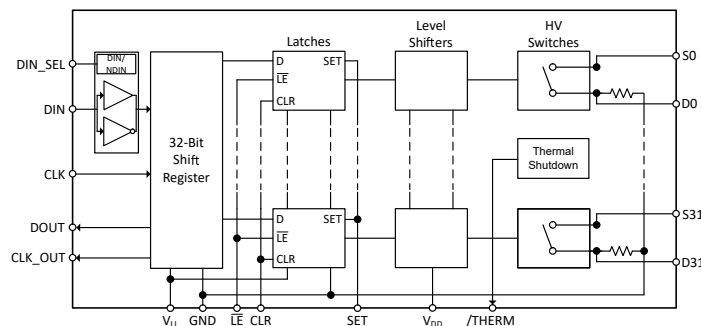 Latches
Level
Shifters
HV
Switches
DIN_SEL
DIN/
NDIN
DIN
CLK
DOUT
CLK_OUT
32-Bit
Shift
Register
D
SET
LE
CLR
S0
D0
Thermal
Shutdown
D
SET
LE
CLR
S31
D31
VLL
GND
LE
CLR
SET
VDD
/THERM